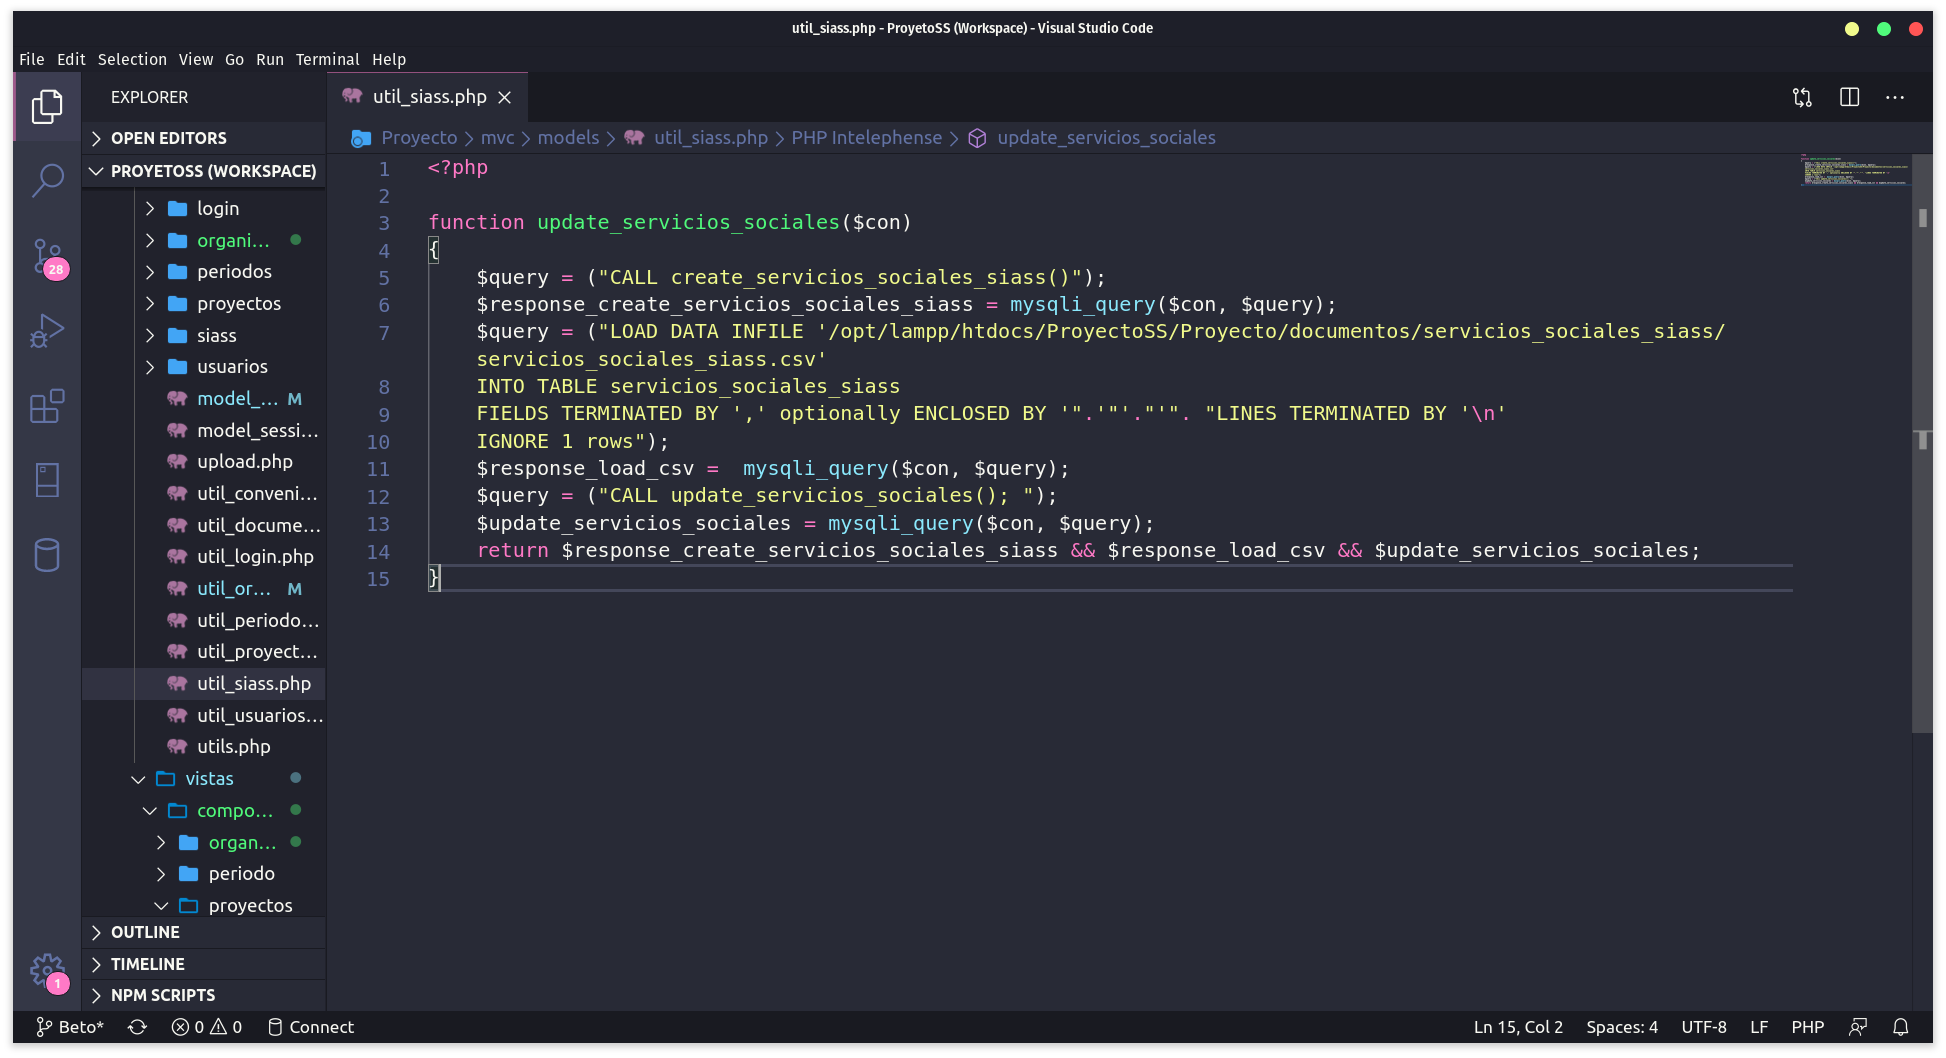 util_siass.php - ProyetoSS (Workspace) - Visual Studio Code
File Edit Selection View Go Run Terminal Help
EXPLORER
OPEN EDITORS
PROYETOSS (WORKSPACE)
login
organi...
periodos
proyectos
siass
usuarios
model_... M
model_sessi...
upload.php
util_conveni...
util_docume...
util_login.php
util_or... M
util_periodo...
util_proyect...
util_siass.php
util_usuarios...
utils.php
vistas
compo...
organ...
periodo
proyectos
OUTLINE
TIMELINE
NPM SCRIPTS
28
1
util_siass.php
Proyecto > mvc > models > util_siass.php > PHP Intelephense > update_servicios_sociales
1 <?php
2
3 function update_servicios_sociales($con)
4 {
5 $query = ("CALL create_servicios_sociales_siass()");
6 $response_create_servicios_sociales_siass = mysqli_query($con, $query);
7 $query = ("LOAD DATA INFILE '/opt/lampp/htdocs/ProyectoSS/Proyecto/documentos/servicios_sociales_siass/
servicios_sociales_siass.csv'
8 INTO TABLE servicios_sociales_siass
9 FIELDS TERMINATED BY ',' optionally ENCLOSED BY '".'"'."'". "LINES TERMINATED BY '\n'
10 IGNORE 1 rows");
11 $response_load_csv =  mysqli_query($con, $query);
12 $query = ("CALL update_servicios_sociales(); ");
13 $update_servicios_sociales = mysqli_query($con, $query);
14 return $response_create_servicios_sociales_siass && $response_load_csv && $update_servicios_sociales;
15 }
Beto* 0 0 Connect Ln 15, Col 2 Spaces: 4 UTF-8 LF PHP